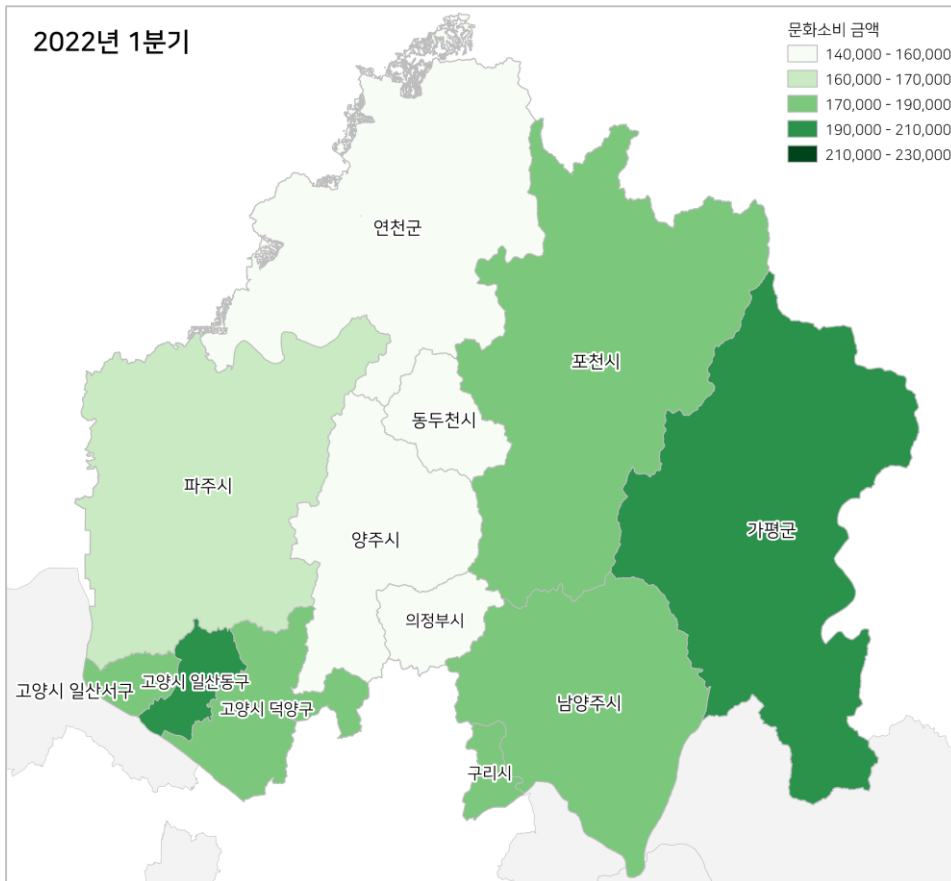 2022년 1분기
문화소비 금액
140,000 - 160,000
160,000 - 170,000
170,000 - 190,000
190,000 - 210,000
210,000 - 230,000
연천군
포천시
동두천시
파주시
양주시
가평군
의정부시
고양시 일산서구
고양시 일산동구
고양시 덕양구
남양주시
구리시